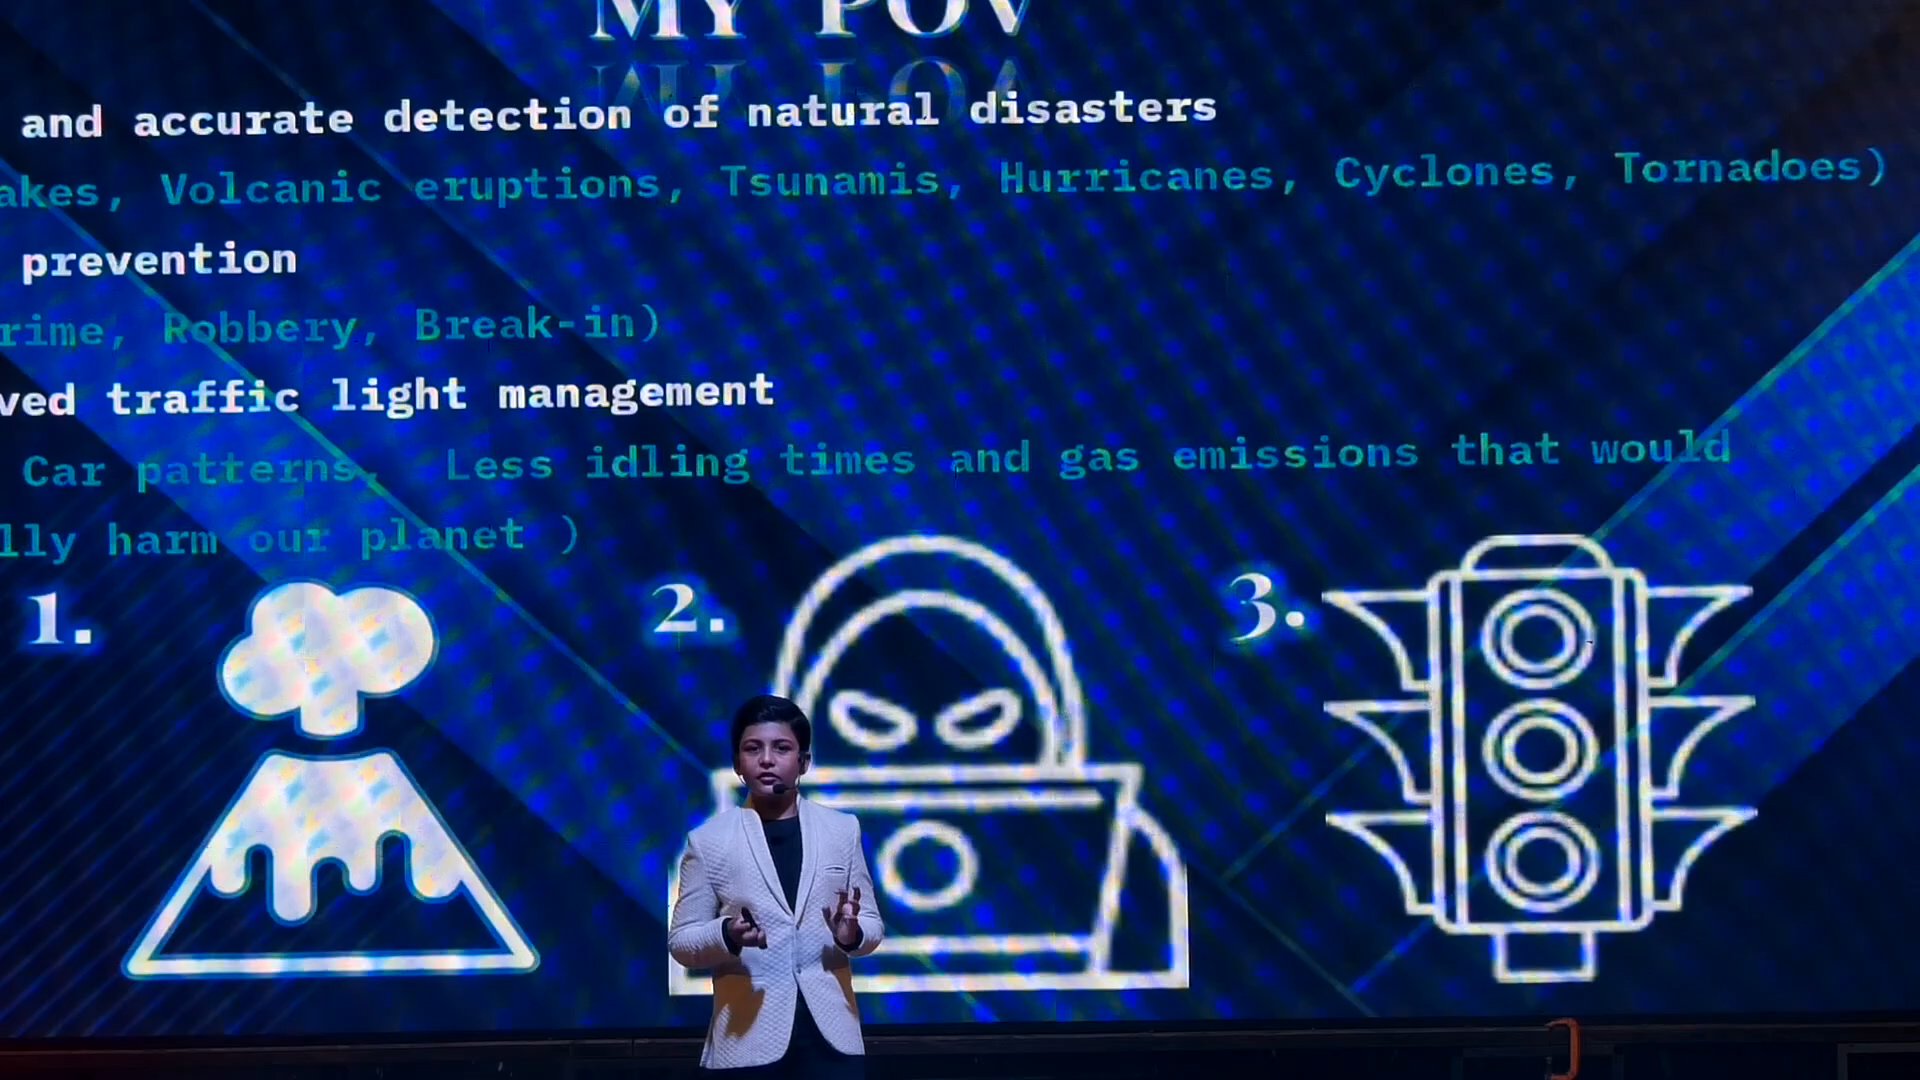 MY POV
and accurate detection of natural disasters
akes, Volcanic eruptions, Tsunamis, Hurricanes, Cyclones, Tornadoes)
prevention
rime, Robbery, Break-in)
ved traffic light management
Car patterns, Less idling times and gas emissions that would
lly harm our planet )
1. 2. 3.